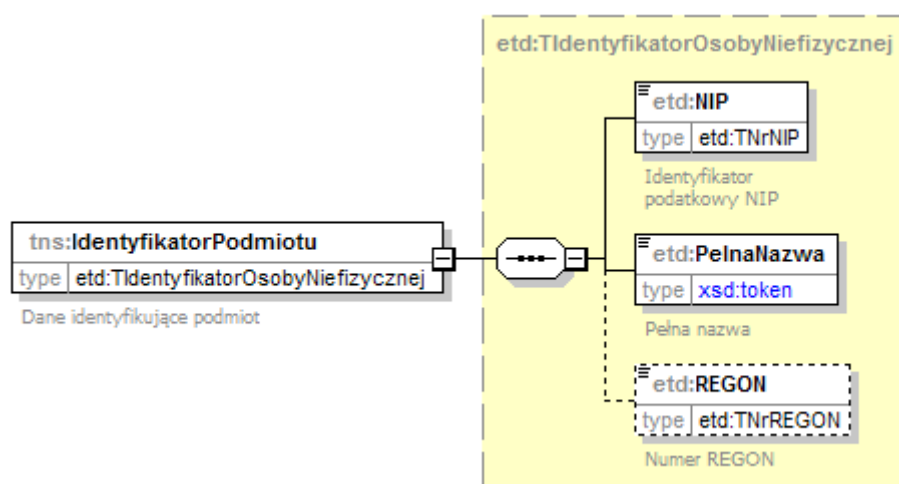 etd:TIdentyfikatorOsobyNiefizycznej
etd:NIP
type etd:TNrNIP
Identyfikator
podatkowy NIP
tns:IdentyfikatorPodmiotu
type etd:TIdentyfikatorOsobyNiefizycznej
Dane identyfikujące podmiot
etd:PelnaNazwa
type xsd:token
Pełna nazwa
etd:REGON
type etd:TNrREGON
Numer REGON